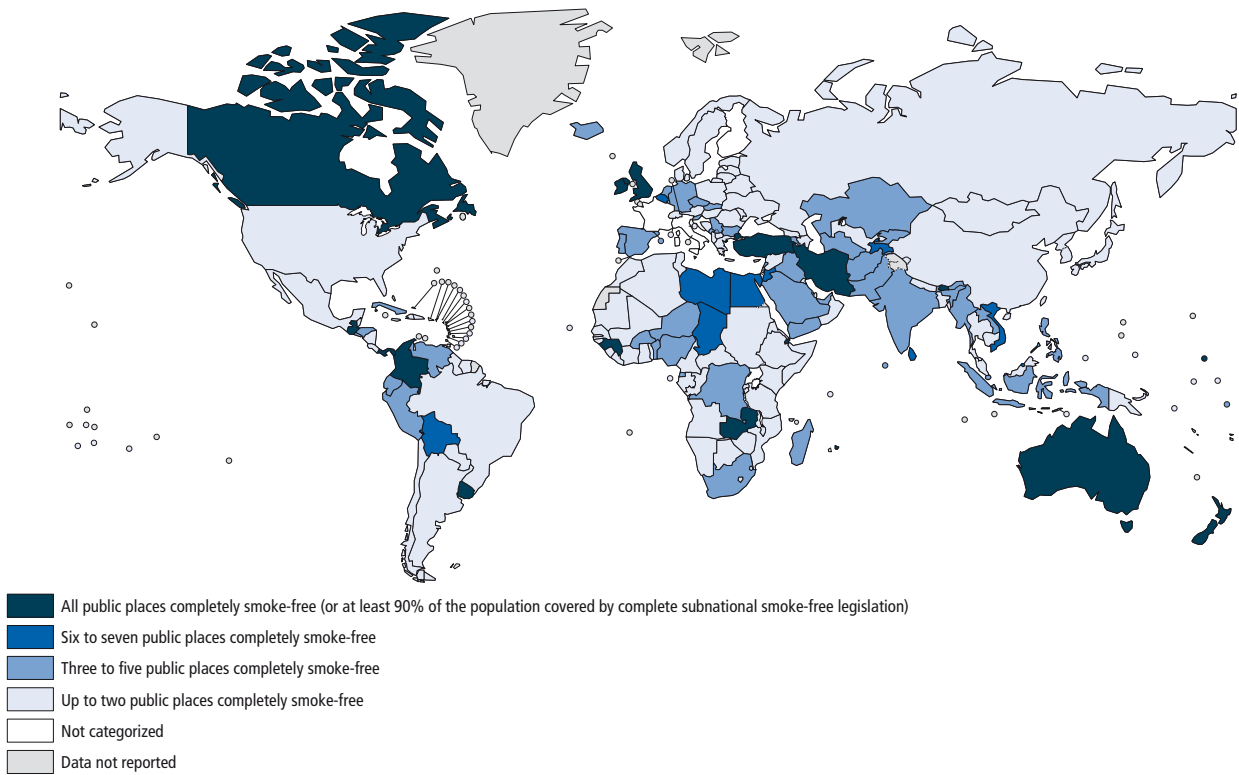 All public places completely smoke-free (or at least 90% of the population covered by complete subnational smoke-free legislation)
Six to seven public places completely smoke-free
Three to five public places completely smoke-free
Up to two public places completely smoke-free
Not categorized
Data not reported